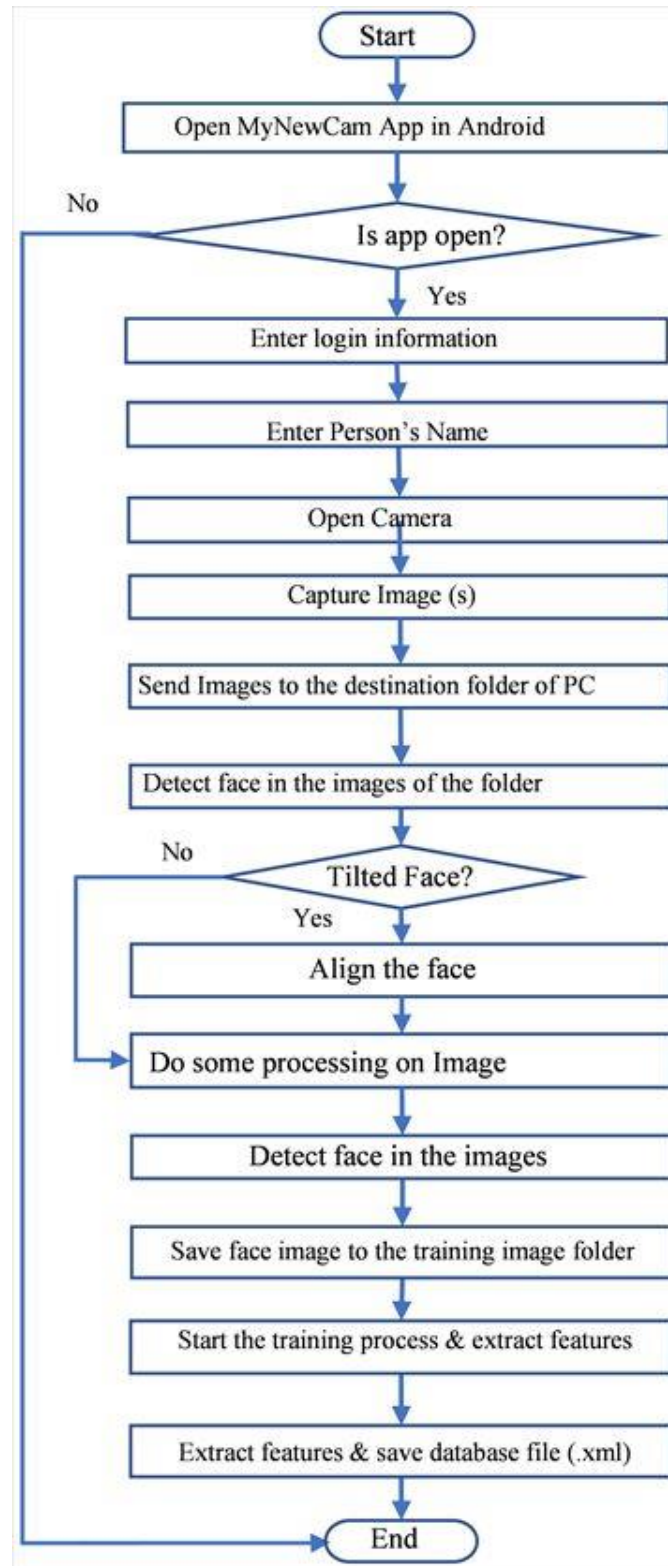 Start
Open MyNewCam App in Android
No
Is app open?
Yes
Enter login information
Enter Person's Name
Open Camera
Capture Image (s)
Send Images to the destination folder of PC
Detect face in the images of the folder
No
Tilted Face?
Yes
Align the face
Do some processing on Image
Detect face in the images
Save face image to the training image folder
Start the training process & extract features
Extract features & save database file (.xml)
End